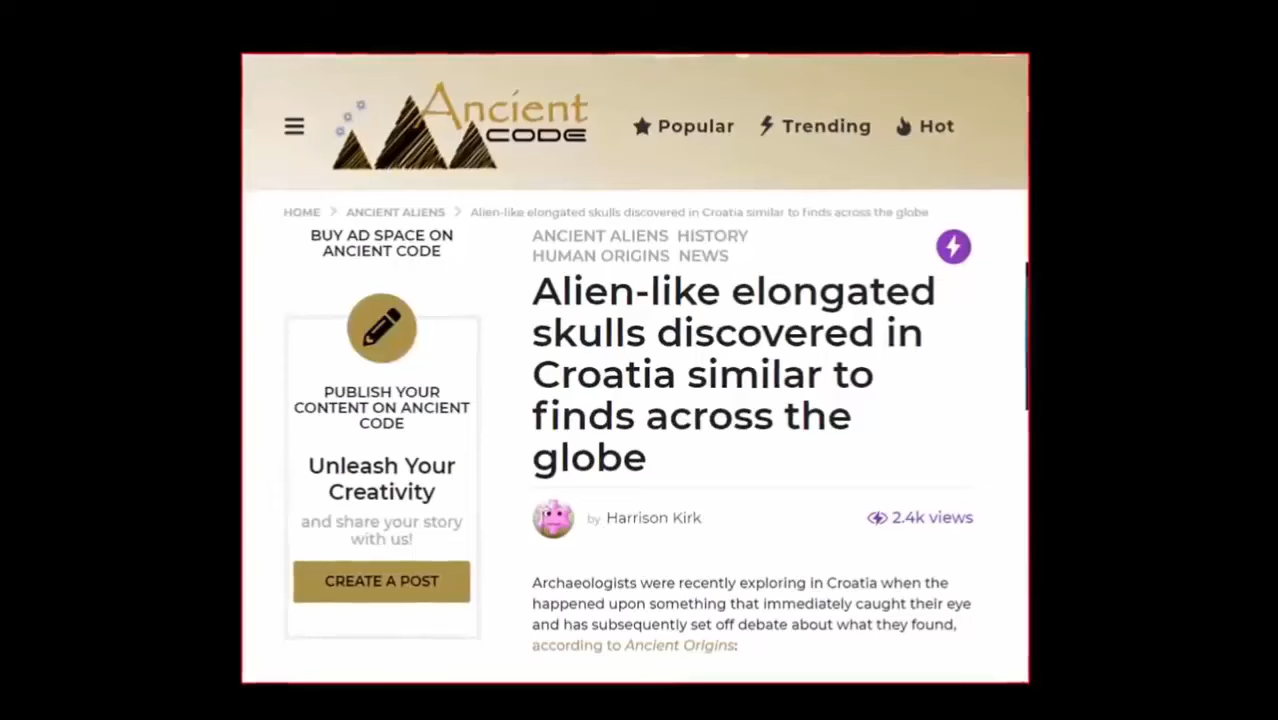 Ancient
CODE
Popular
Trending
Hot
HOME > ANCIENT ALIENS > Alien-like elongated skulls discovered in Croatia similar to finds across the globe
BUY AD SPACE ON
ANCIENT CODE
PUBLISH YOUR
CONTENT ON ANCIENT
CODE
Unleash Your
Creativity
and share your story
with us!
CREATE A POST
ANCIENT ALIENS HISTORY
HUMAN ORIGINS NEWS
Alien-like elongated
skulls discovered in
Croatia similar to
finds across the
globe
by Harrison Kirk
2.4k views
Archaeologists were recently exploring in Croatia when the
happened upon something that immediately caught their eye
and has subsequently set off debate about what they found,
according to Ancient Origins: